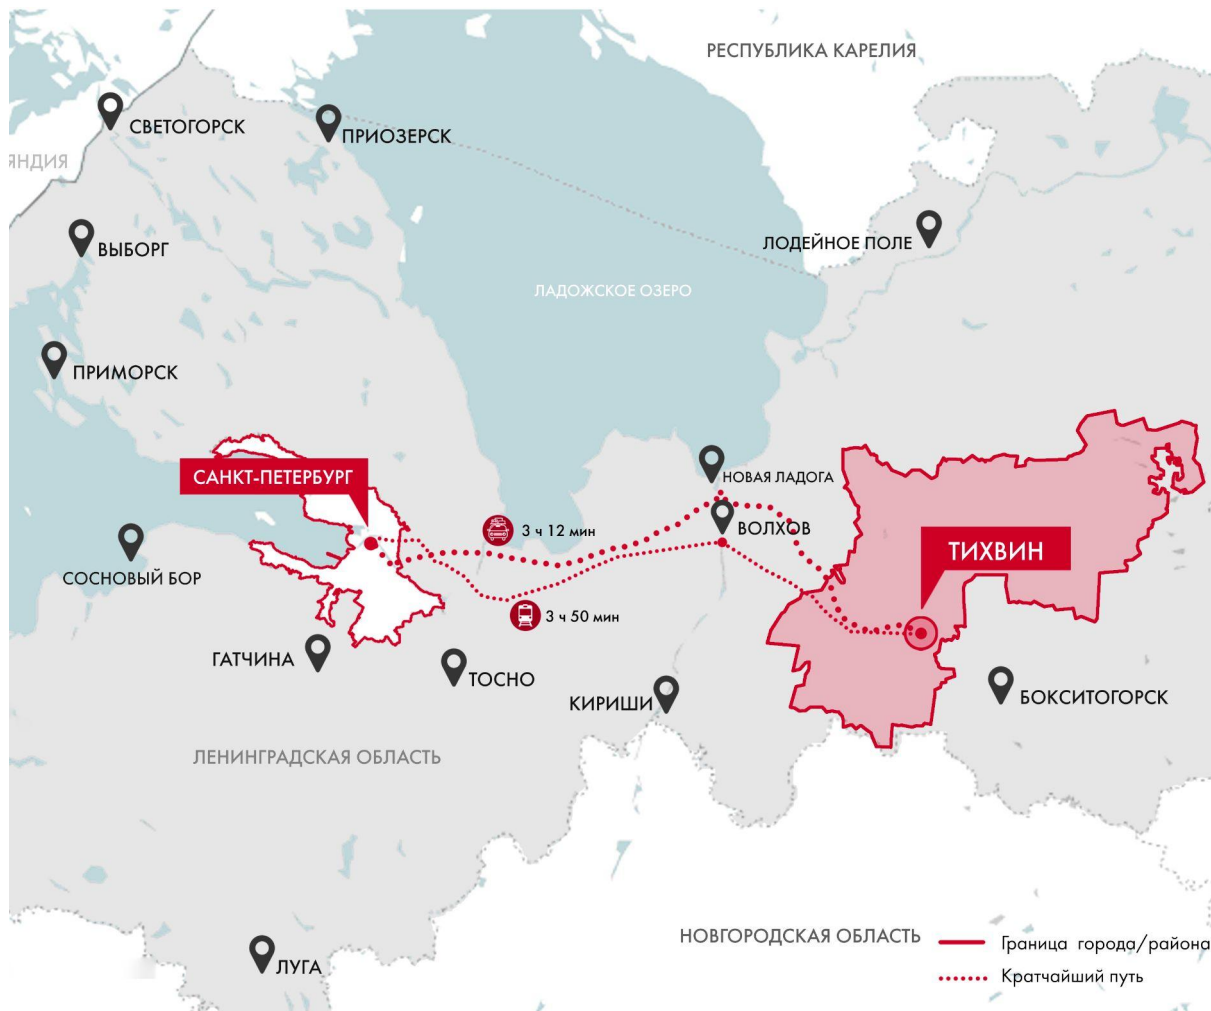 РЕСПУБЛИКА КАРЕЛИЯ
СВЕТОГОРСК
ПРИОЗЕРСК
ЯНДИЯ
ВЫБОРГ
ЛОДЕЙНОЕ ПОЛЕ
ЛАДОЖСКОЕ ОЗЕРО
ПРИМОРСК
САНКТ-ПЕТЕРБУРГ
НОВАЯ ЛАДОГА
3 ч 12 мин
ВОЛХОВ
ТИХВИН
СОСНОВЫЙ БОР
3 ч 50 мин
ГАТЧИНА
ТОСНО
КИРИШИ
БОКСИТОГОРСК
ЛЕНИНГРАДСКАЯ ОБЛАСТЬ
НОВГОРОДСКАЯ ОБЛАСТЬ
Граница города/района
ЛУГА
Кратчайший путь